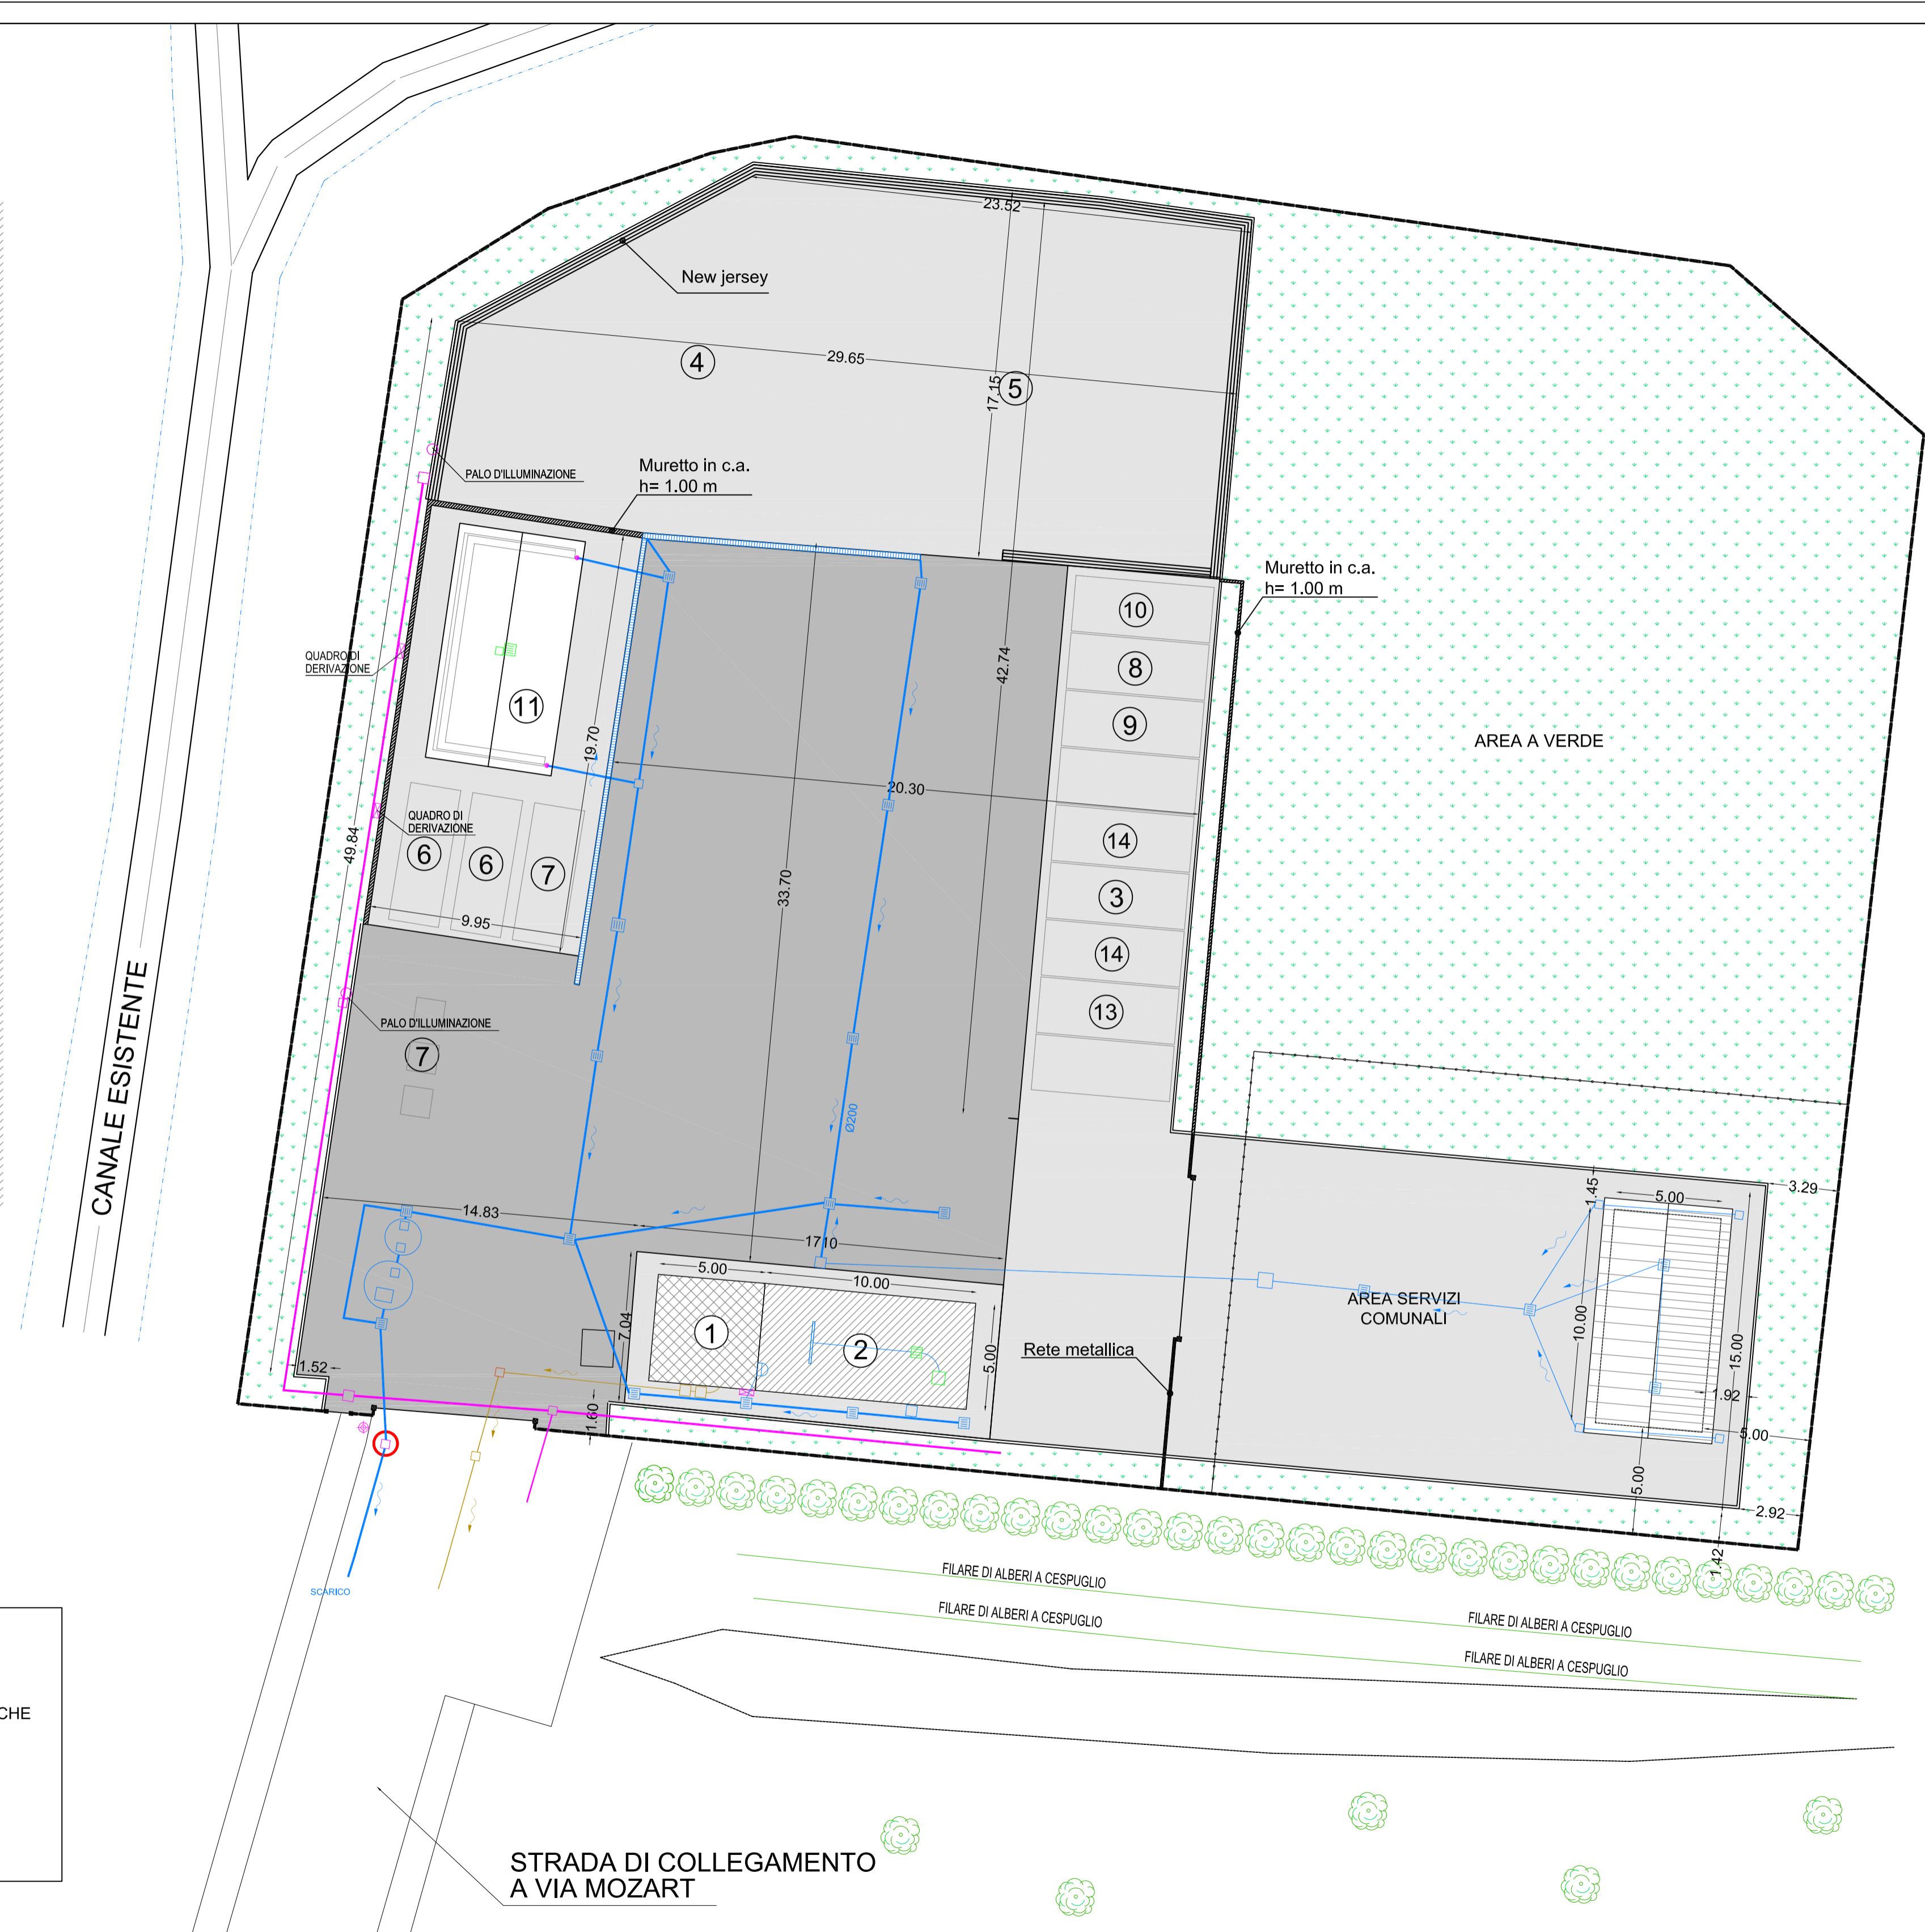 23.52
New jersey
29.65
4
5
17.15
PALO D'ILLUMINAZIONE
Muretto in c.a.
h= 1.00 m
Muretto in c.a.
h= 1.00 m
10
8
9
QUADRO DI
DERIVAZIONE
11
42.74
19.70
AREA A VERDE
20.30
49.84
QUADRO DI
DERIVAZIONE
6
6
7
14
33.70
3
9.95
14
13
CANALE ESISTENTE
PALO D'ILLUMINAZIONE
7
Ø200
14.83
17.10
1.45
5.00
3.29
5.00
10.00
7.04
1
2
5.00
AREA SERVIZI
COMUNALI
10.00
15.00
Rete metallica
1.52
1.92
1.60
5.00
5.00
2.92
1.42
SCARICO
FILARE DI ALBERI A CESPUGLIO
FILARE DI ALBERI A CESPUGLIO
FILARE DI ALBERI A CESPUGLIO
FILARE DI ALBERI A CESPUGLIO
CHE
STRADA DI COLLEGAMENTO
A VIA MOZART